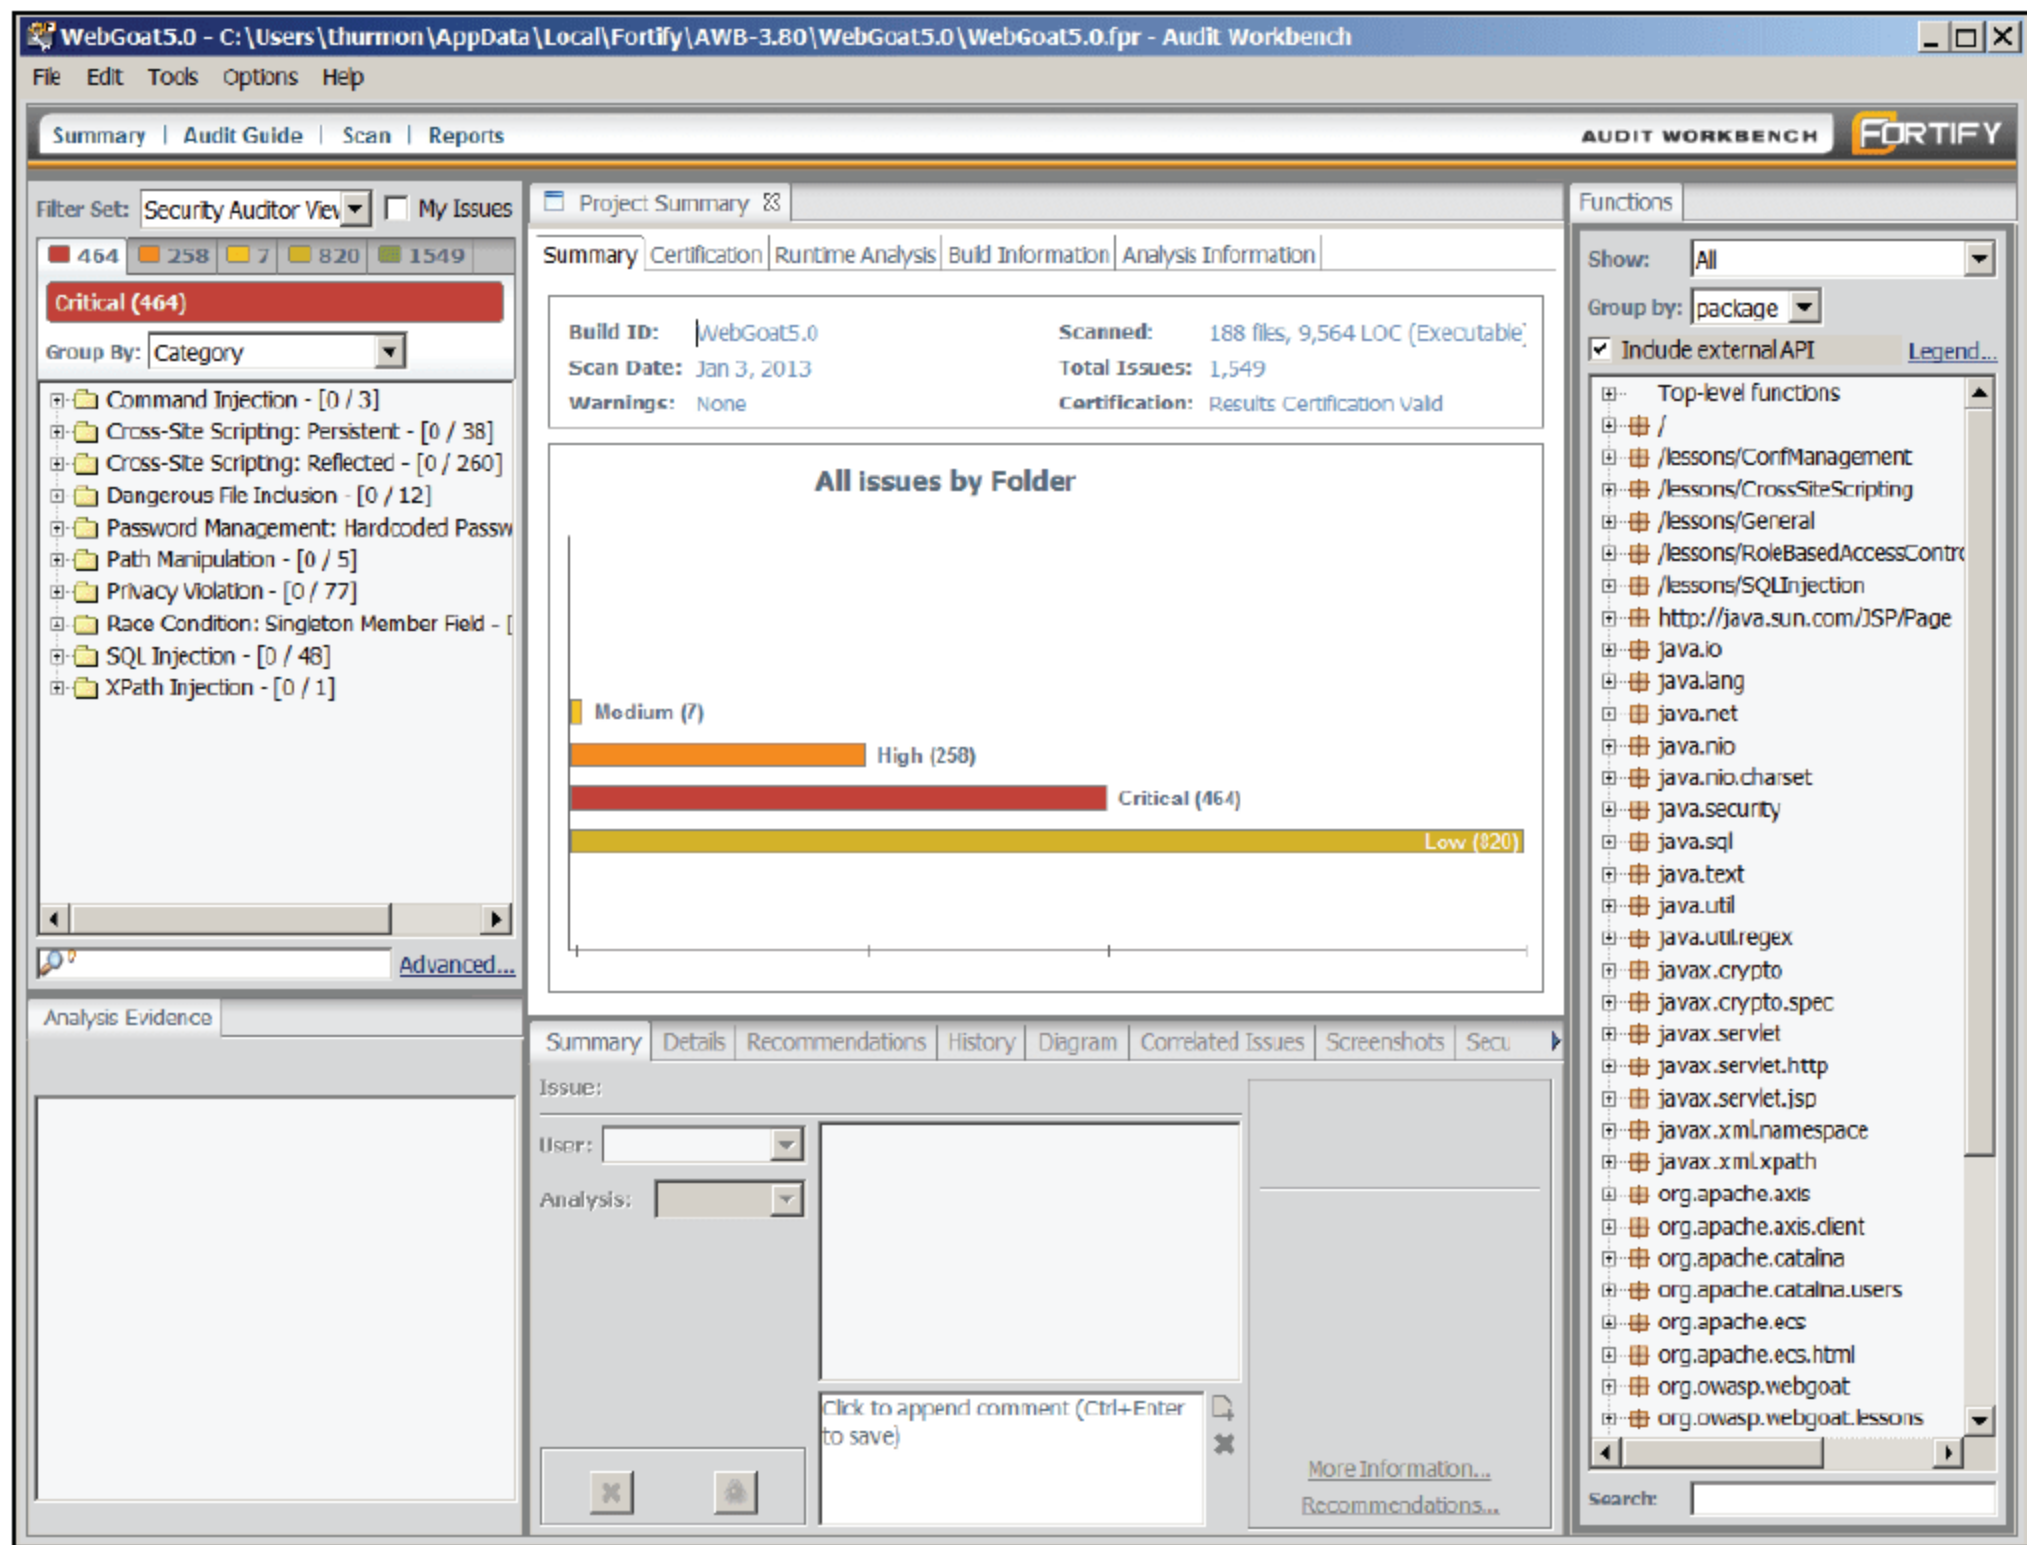 WebGoat5.0 - C:\Users\thurmon\AppData\Local\Fortify\AWB-3.80\WebGoat5.0\WebGoat5.0.fpr - Audit Workbench
File Edit Tools Options Help
Summary | Audit Guide | Scan | Reports
AUDIT WORKBENCH FORTIFY
Filter Set: Security Auditor View My Issues
464 258 7 820 1549
Critical (464)
Group By: Category
Command Injection - [0 / 3]
Cross-Site Scripting: Persistent - [0 / 38]
Cross-Site Scripting: Reflected - [0 / 260]
Dangerous File Inclusion - [0 / 12]
Password Management: Hardcoded Passw
Path Manipulation - [0 / 5]
Privacy Violation - [0 / 77]
Race Condition: Singleton Member Field - [
SQL Injection - [0 / 48]
XPath Injection - [0 / 1]
Advanced...
Analysis Evidence
Project Summary
Summary Certification Runtime Analysis Build Information Analysis Information
Build ID: WebGoat5.0 Scanned: 188 files, 9,564 LOC (Executable)
Scan Date: Jan 3, 2013 Total Issues: 1,549
Warnings: None Certification: Results Certification Valid
All issues by Folder
Medium (7)
High (258)
Critical (464)
Low (820)
Summary Details Recommendations History Diagram Correlated Issues Screenshots Secu
Issue:
User:
Analysis:
Click to append comment (Ctrl+Enter
to save)
More Information...
Recommendations...
Functions
Show: All
Group by: package
Include external API Legend...
Top-level functions
/
/lessons/ConfManagement
/lessons/CrossSiteScripting
/lessons/General
/lessons/RoleBasedAccessContro
/lessons/SQLInjection
http://java.sun.com/JSP/Page
java.io
java.lang
java.net
java.nio
java.nio.charset
java.security
java.sql
java.text
java.util
java.util.regex
javax.crypto
javax.crypto.spec
javax.servlet
javax.servlet.http
javax.servlet.jsp
javax.xml.namespace
javax.xml.xpath
org.apache.axis
org.apache.axis.client
org.apache.catalina
org.apache.catalina.users
org.apache.ecs
org.apache.ecs.html
org.owasp.webgoat
org.owasp.webgoat.lessons
Search: